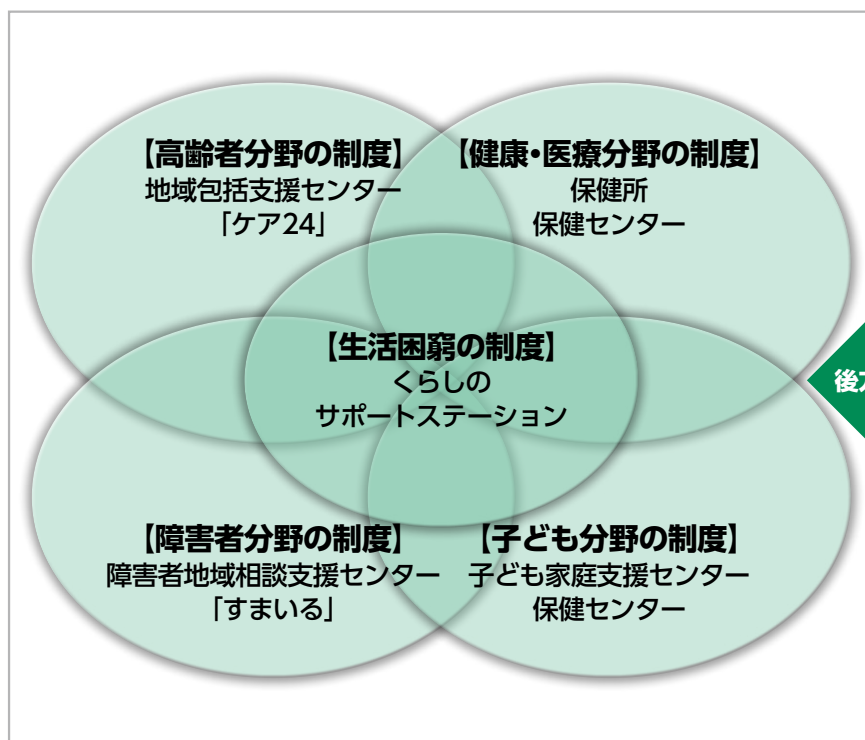 【高齢者分野の制度】
地域包括支援センター
「ケア24」
【健康・医療分野の制度】
保健所
保健センター
【生活困窮の制度】
くらしの
サポートステーション
【障害者分野の制度】
障害者地域相談支援センター
「すまいる」
【子ども分野の制度】
子ども家庭支援センター
保健センター
後